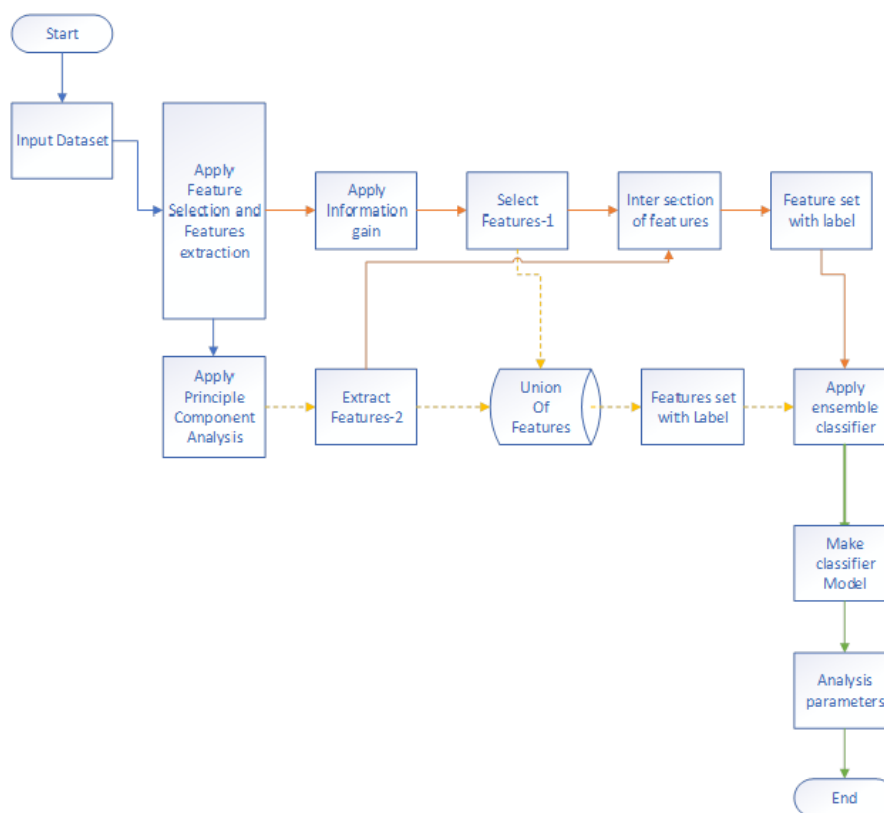 Start
Input Dataset
Apply
Feature
Selection and
Features
extraction
Apply
Information
gain
Select
Features-1
Inter section
of features
Feature set
with label
Apply
Principle
Component
Analysis
Extract
Features-2
Union
Of
Features
Features set
with Label
Apply
ensemble
classifier
Make
classifier
Model
Analysis
parameters
End